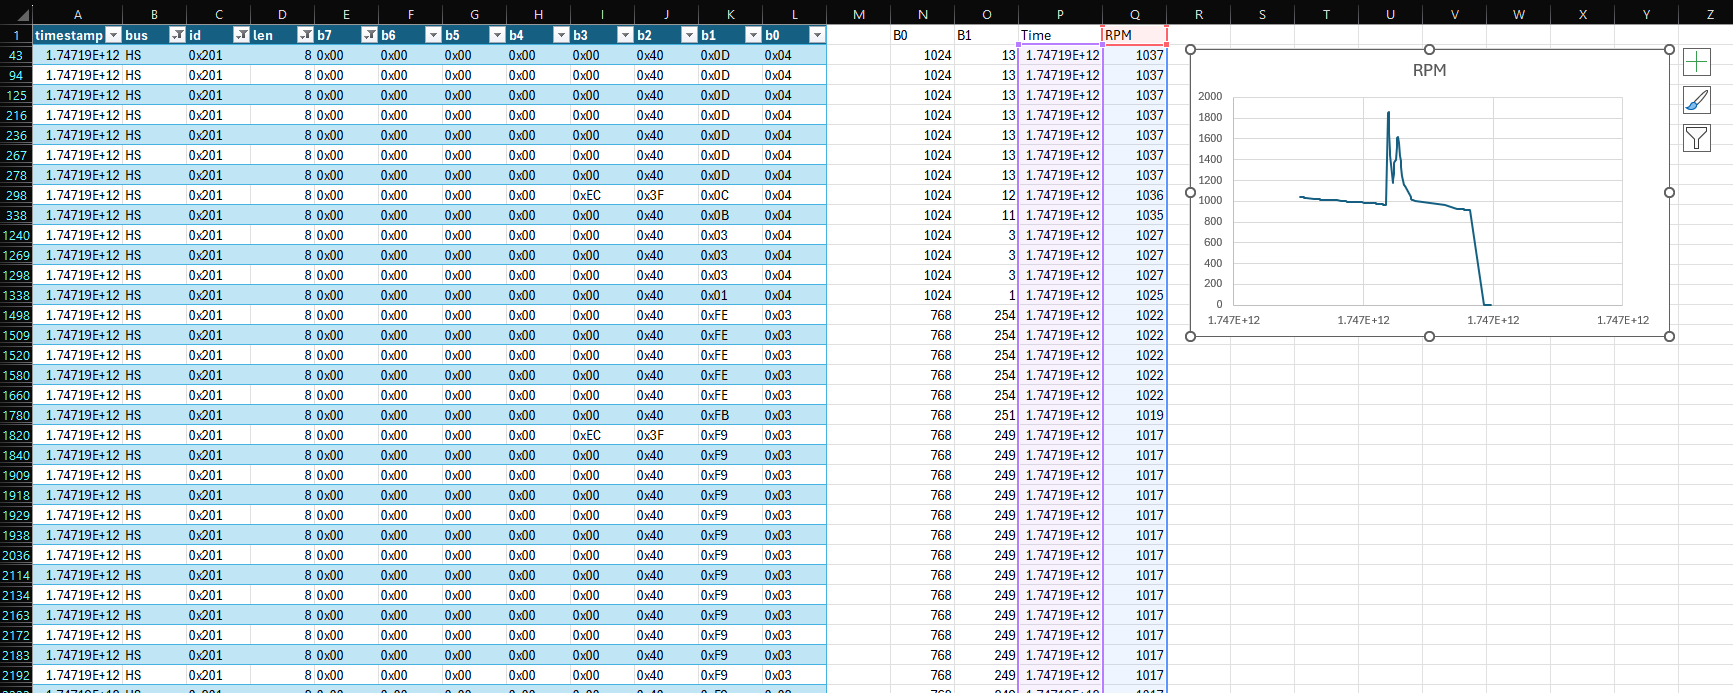 A B C D E F G H I J K L M N O P Q R S T U V W X Y Z
1 timestamp bus id len b7 b6 b5 b4 b3 b2 b1 b0 B0 B1 Time RPM
43 1.74719E+12 HS 0x201 8 0x00 0x00 0x00 0x00 0x00 0x40 0x0D 0x04 1024 13 1.74719E+12 1037
94 1.74719E+12 HS 0x201 8 0x00 0x00 0x00 0x00 0x00 0x40 0x0D 0x04 1024 13 1.74719E+12 1037
125 1.74719E+12 HS 0x201 8 0x00 0x00 0x00 0x00 0x00 0x40 0x0D 0x04 1024 13 1.74719E+12 1037
216 1.74719E+12 HS 0x201 8 0x00 0x00 0x00 0x00 0x00 0x40 0x0D 0x04 1024 13 1.74719E+12 1037
236 1.74719E+12 HS 0x201 8 0x00 0x00 0x00 0x00 0x00 0x40 0x0D 0x04 1024 13 1.74719E+12 1037
267 1.74719E+12 HS 0x201 8 0x00 0x00 0x00 0x00 0x00 0x40 0x0D 0x04 1024 13 1.74719E+12 1037
278 1.74719E+12 HS 0x201 8 0x00 0x00 0x00 0x00 0x00 0x40 0x0D 0x04 1024 13 1.74719E+12 1037
298 1.74719E+12 HS 0x201 8 0x00 0x00 0x00 0x00 0xEC 0x3F 0x0C 0x04 1024 12 1.74719E+12 1036
338 1.74719E+12 HS 0x201 8 0x00 0x00 0x00 0x00 0x00 0x40 0x0B 0x04 1024 11 1.74719E+12 1035
1240 1.74719E+12 HS 0x201 8 0x00 0x00 0x00 0x00 0x00 0x40 0x03 0x04 1024 3 1.74719E+12 1027
1269 1.74719E+12 HS 0x201 8 0x00 0x00 0x00 0x00 0x00 0x40 0x03 0x04 1024 3 1.74719E+12 1027
1298 1.74719E+12 HS 0x201 8 0x00 0x00 0x00 0x00 0x00 0x40 0x03 0x04 1024 3 1.74719E+12 1027
1338 1.74719E+12 HS 0x201 8 0x00 0x00 0x00 0x00 0x00 0x40 0x01 0x04 1024 1 1.74719E+12 1025
1498 1.74719E+12 HS 0x201 8 0x00 0x00 0x00 0x00 0x00 0x40 0xFE 0x03 768 254 1.74719E+12 1022
1509 1.74719E+12 HS 0x201 8 0x00 0x00 0x00 0x00 0x00 0x40 0xFE 0x03 768 254 1.74719E+12 1022
1520 1.74719E+12 HS 0x201 8 0x00 0x00 0x00 0x00 0x00 0x40 0xFE 0x03 768 254 1.74719E+12 1022
1580 1.74719E+12 HS 0x201 8 0x00 0x00 0x00 0x00 0x00 0x40 0xFE 0x03 768 254 1.74719E+12 1022
1660 1.74719E+12 HS 0x201 8 0x00 0x00 0x00 0x00 0x00 0x40 0xFE 0x03 768 254 1.74719E+12 1022
1780 1.74719E+12 HS 0x201 8 0x00 0x00 0x00 0x00 0x00 0x40 0xFB 0x03 768 251 1.74719E+12 1019
1820 1.74719E+12 HS 0x201 8 0x00 0x00 0x00 0x00 0xEC 0x3F 0xF9 0x03 768 249 1.74719E+12 1017
1840 1.74719E+12 HS 0x201 8 0x00 0x00 0x00 0x00 0x00 0x40 0xF9 0x03 768 249 1.74719E+12 1017
1909 1.74719E+12 HS 0x201 8 0x00 0x00 0x00 0x00 0x00 0x40 0xF9 0x03 768 249 1.74719E+12 1017
1918 1.74719E+12 HS 0x201 8 0x00 0x00 0x00 0x00 0x00 0x40 0xF9 0x03 768 249 1.74719E+12 1017
1929 1.74719E+12 HS 0x201 8 0x00 0x00 0x00 0x00 0x00 0x40 0xF9 0x03 768 249 1.74719E+12 1017
1938 1.74719E+12 HS 0x201 8 0x00 0x00 0x00 0x00 0x00 0x40 0xF9 0x03 768 249 1.74719E+12 1017
2036 1.74719E+12 HS 0x201 8 0x00 0x00 0x00 0x00 0x00 0x40 0xF9 0x03 768 249 1.74719E+12 1017
2114 1.74719E+12 HS 0x201 8 0x00 0x00 0x00 0x00 0x00 0x40 0xF9 0x03 768 249 1.74719E+12 1017
2134 1.74719E+12 HS 0x201 8 0x00 0x00 0x00 0x00 0x00 0x40 0xF9 0x03 768 249 1.74719E+12 1017
2163 1.74719E+12 HS 0x201 8 0x00 0x00 0x00 0x00 0x00 0x40 0xF9 0x03 768 249 1.74719E+12 1017
2172 1.74719E+12 HS 0x201 8 0x00 0x00 0x00 0x00 0x00 0x40 0xF9 0x03 768 249 1.74719E+12 1017
2183 1.74719E+12 HS 0x201 8 0x00 0x00 0x00 0x00 0x00 0x40 0xF9 0x03 768 249 1.74719E+12 1017
2192 1.74719E+12 HS 0x201 8 0x00 0x00 0x00 0x00 0x00 0x40 0xF9 0x03 768 249 1.74719E+12 1017
RPM
2000
1800
1600
1400
1200
1000
800
600
400
200
0
1.747E+12 1.747E+12 1.747E+12 1.747E+12